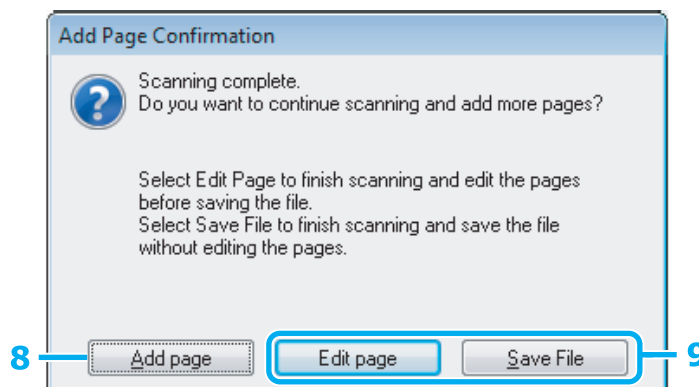 Add Page Confirmation
Scanning complete.
Do you want to continue scanning and add more pages?
Select Edit Page to finish scanning and edit the pages
before saving the file.
Select Save File to finish scanning and save the file
without editing the pages.
8 Add page Edit page Save File 9